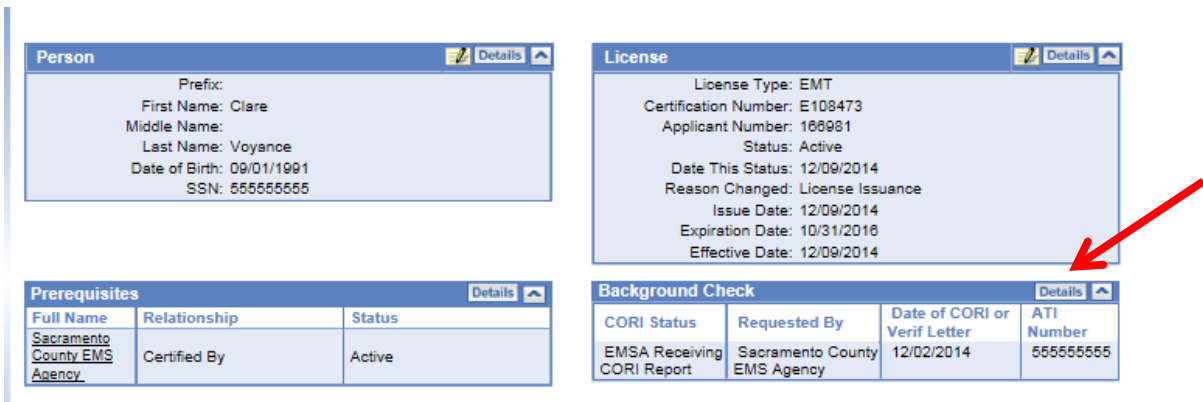 Person Details
Prefix:
First Name: Clare
Middle Name:
Last Name: Voyance
Date of Birth: 09/01/1991
SSN: 555555555
License Details
License Type: EMT
Certification Number: E108473
Applicant Number: 166981
Status: Active
Date This Status: 12/09/2014
Reason Changed: License Issuance
Issue Date: 12/09/2014
Expiration Date: 10/31/2016
Effective Date: 12/09/2014
Prerequisites Details
Full Name Relationship Status
Sacramento
County EMS
Agency
Certified By
Active
Background Check Details
CORI Status
Requested By
Date of CORI or
Verif Letter
ATI
Number
EMSA Receiving
CORI Report
Sacramento County
EMS Agency
12/02/2014
555555555